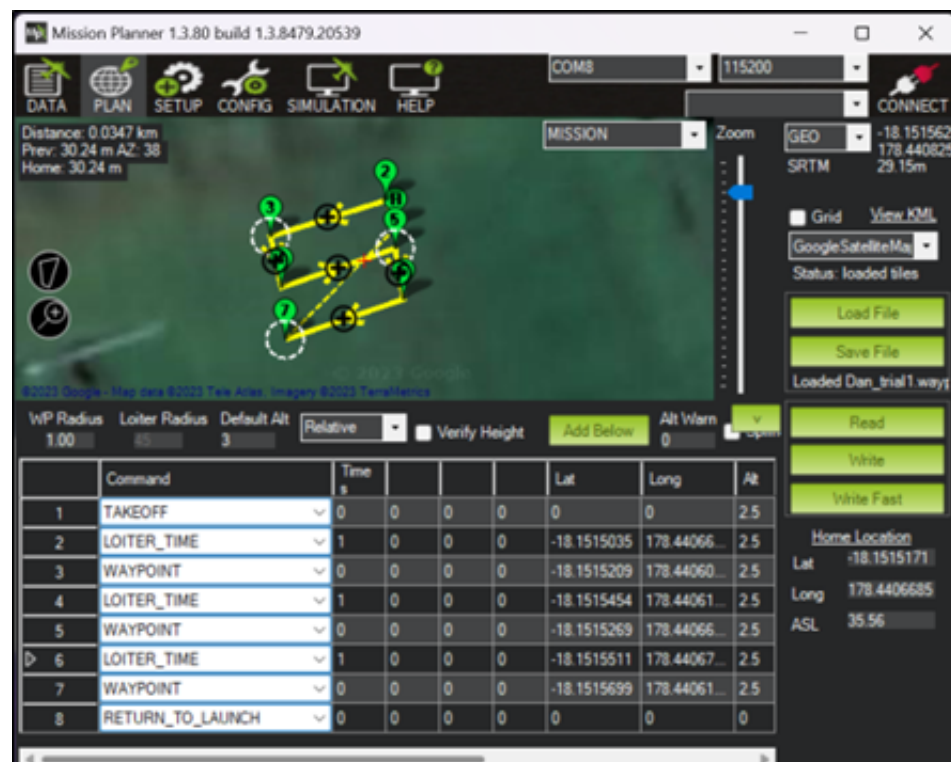 Mission Planner 1.3.80 build 1.3.8479.20539
COM8 115200
DATA PLAN SETUP CONFIG SIMULATION HELP CONNECT
Distance: 0.0347 km
Prev: 30.24 m AZ: 38
Home: 30.24 m
MISSION
Zoom
GEO
-18.151562
178.440825
SRTM 29.15m
2
3
H
5
7
Grid View KML
GoogleSatelliteMap
Status: loaded tiles
Load File
Save File
Loaded Dan_trial1.wayp
© 2023 Google
©2023 Google - Map data ©2023 Tele Atlas, Imagery ©2023 TerraMetrics
WP Radius Loiter Radius Default Alt
1.00 45 3
Relative
Verify Height
Add Below
Alt Warn
0
v
Read
Write
Write Fast
Home Location
Lat -18.1515171
Long 178.4406685
ASL 35.56
Command Time s Lat Long Alt
1 TAKEOFF 0 0 0 0 0 0 2.5
2 LOITER_TIME 1 0 0 0 -18.1515035 178.44066... 2.5
3 WAYPOINT 0 0 0 0 -18.1515209 178.44060... 2.5
4 LOITER_TIME 1 0 0 0 -18.1515454 178.44061... 2.5
5 WAYPOINT 0 0 0 0 -18.1515269 178.44066... 2.5
6 LOITER_TIME 1 0 0 0 -18.1515511 178.44067... 2.5
7 WAYPOINT 0 0 0 0 -18.1515699 178.44061... 2.5
8 RETURN_TO_LAUNCH 0 0 0 0 0 0 0